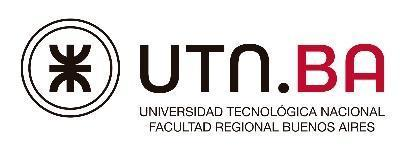 UTN.BA
UNIVERSIDAD TECNOLÓGICA NACIONAL
FACULTAD REGIONAL BUENOS AIRES